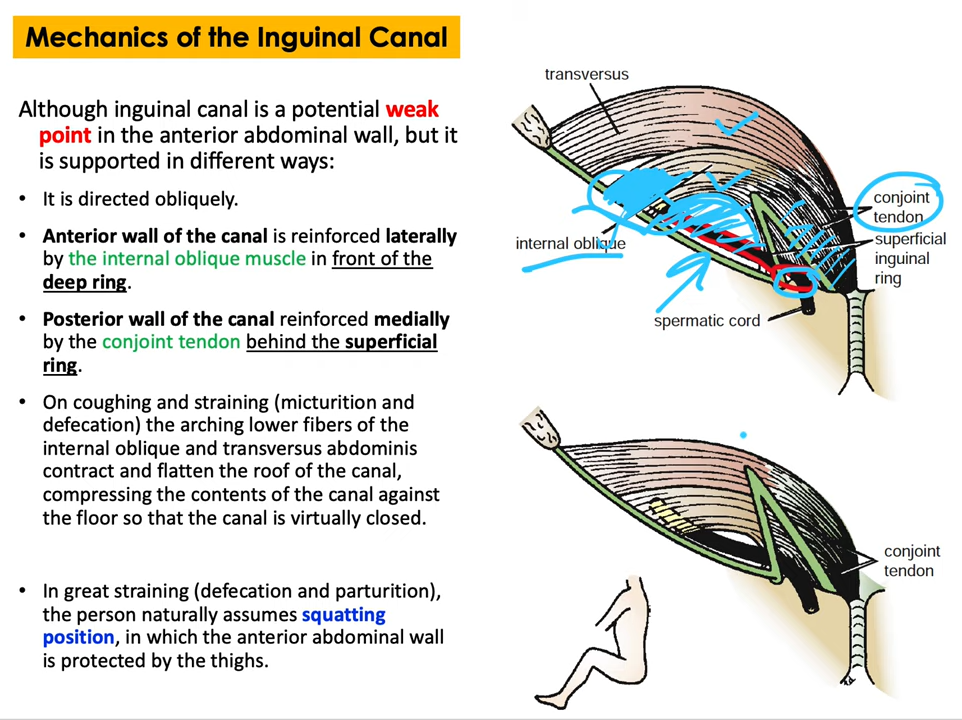 Mechanics of the Inguinal Canal
Although inguinal canal is a potential weak
point in the anterior abdominal wall, but it
is supported in different ways:
• It is directed obliquely.
• Anterior wall of the canal is reinforced laterally
by the internal oblique muscle in front of the
deep ring.
• Posterior wall of the canal reinforced medially
by the conjoint tendon behind the superficial
ring.
• On coughing and straining (micturition and
defecation) the arching lower fibers of the
internal oblique and transversus abdominis
contract and flatten the roof of the canal,
compressing the contents of the canal against
the floor so that the canal is virtually closed.
• In great straining (defecation and parturition),
the person naturally assumes squatting
position, in which the anterior abdominal wall
is protected by the thighs.
transversus
conjoint
tendon
internal oblique
superficial
inguinal
ring
spermatic cord
conjoint
tendon